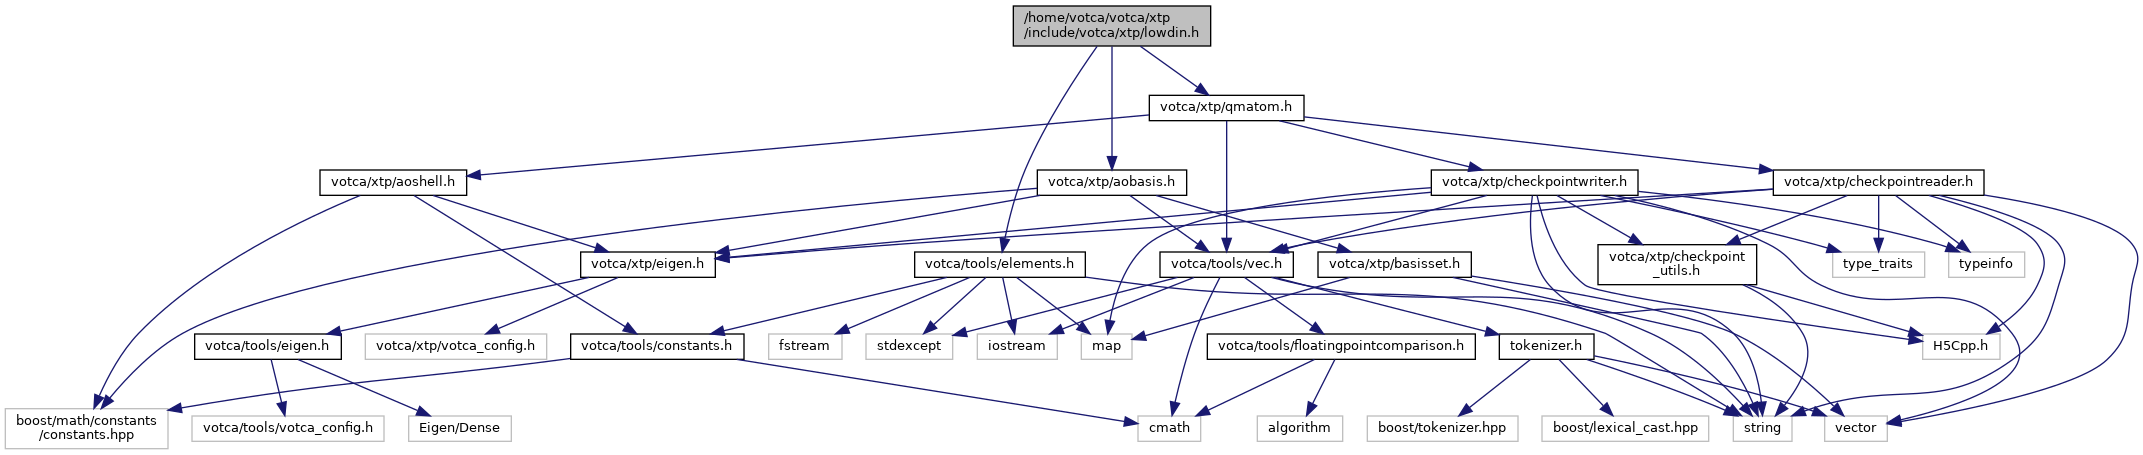 /home/votca/votca/xtp
/include/votca/xtp/lowdin.h
votca/xtp/qmatom.h
votca/xtp/aoshell.h
votca/xtp/aobasis.h
votca/xtp/checkpointwriter.h
votca/xtp/checkpointreader.h
votca/xtp/eigen.h
votca/tools/elements.h
votca/tools/vec.h
votca/xtp/basisset.h
votca/xtp/checkpoint
_utils.h
type_traits
typeinfo
votca/tools/eigen.h
votca/xtp/votca_config.h
votca/tools/constants.h
fstream
stdexcept
iostream
map
votca/tools/floatingpointcomparison.h
tokenizer.h
H5Cpp.h
boost/math/constants
/constants.hpp
votca/tools/votca_config.h
Eigen/Dense
cmath
algorithm
boost/tokenizer.hpp
boost/lexical_cast.hpp
string
vector